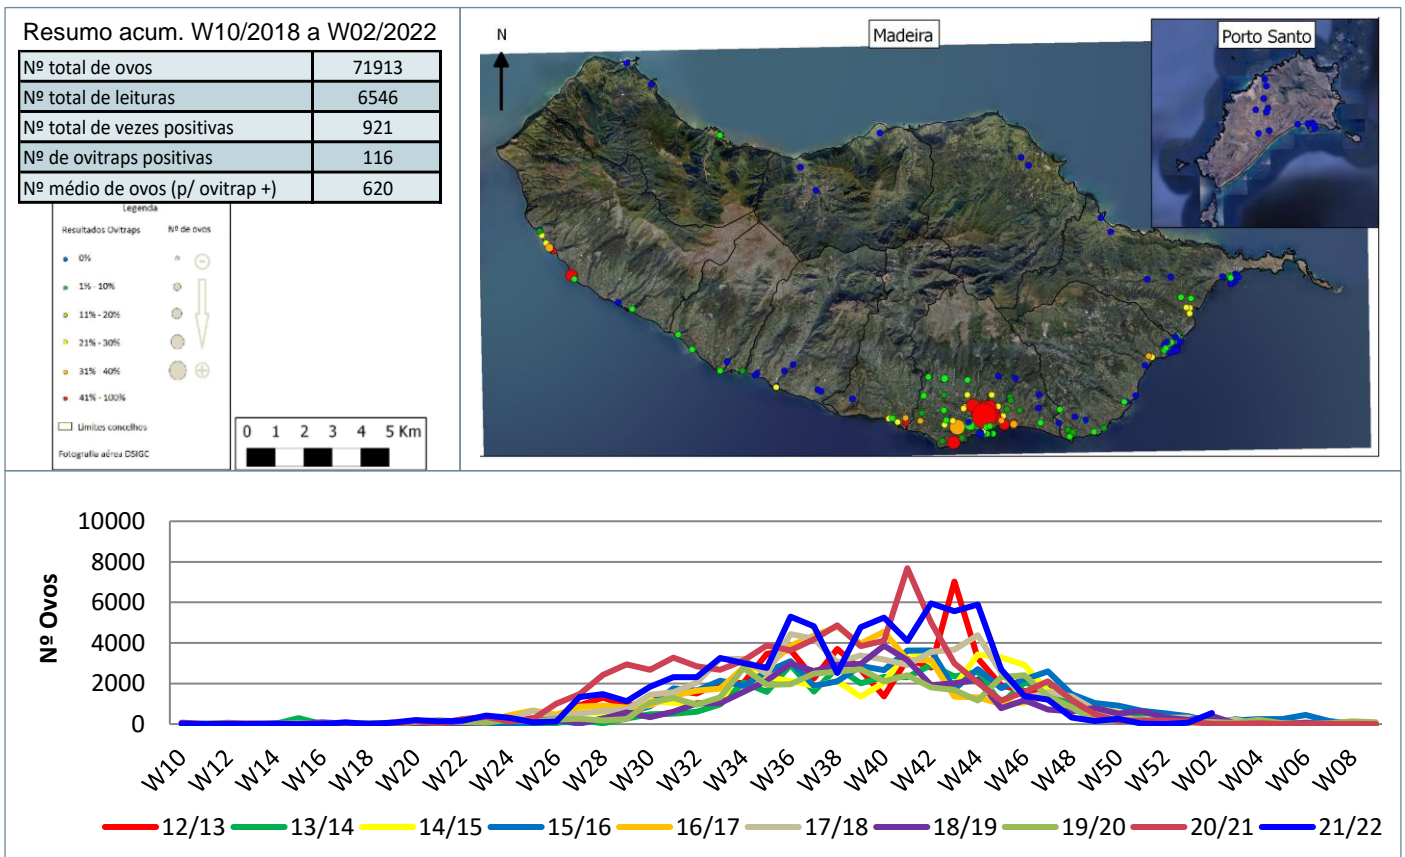 Resumo acum. W10/2018 a W02/2022
Nº total de ovos 71913
Nº total de leituras 6546
Nº total de vezes positivas 921
Nº de ovitraps positivas 116
Nº médio de ovos (p/ ovitrap +) 620
Legenda
Resultados Ovitraps Nº de ovos
0%
1% - 10%
11% - 20%
21% - 30%
31% - 40%
41% - 100%
Limites concelhos
Fotografia aérea DSIGC
0 1 2 3 4 5 Km
N
Madeira
Porto Santo
Nº Ovos
10000
8000
6000
4000
2000
0
W10 W12 W14 W16 W18 W20 W22 W24 W26 W28 W30 W32 W34 W36 W38 W40 W42 W44 W46 W48 W50 W52 W02 W04 W06 W08
12/13 13/14 14/15 15/16 16/17 17/18 18/19 19/20 20/21 21/22